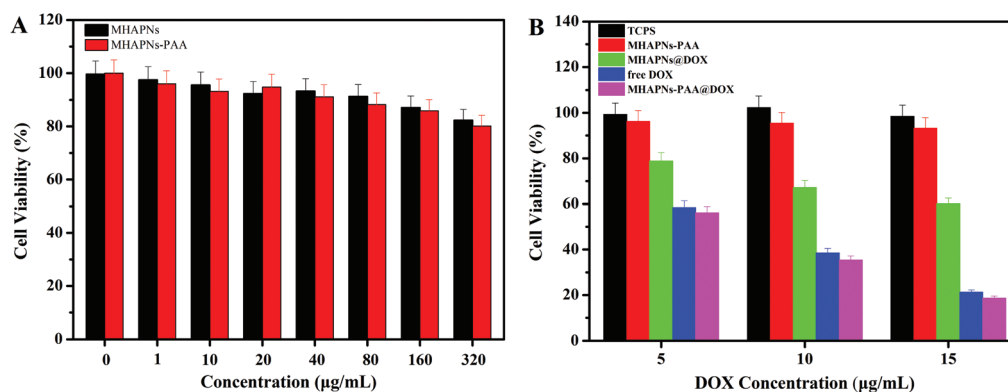 A
MHAPNs
MHAPNs-PAA
Cell Viability (%)
120
100
80
60
40
20
0
0 1 10 20 40 80 160 320
Concentration (μg/mL)
B
TCPS
MHAPNs-PAA
MHAPNs@DOX
free DOX
MHAPNs-PAA@DOX
Cell Viability (%)
140
120
100
80
60
40
20
0
5 10 15
DOX Concentration (μg/mL)